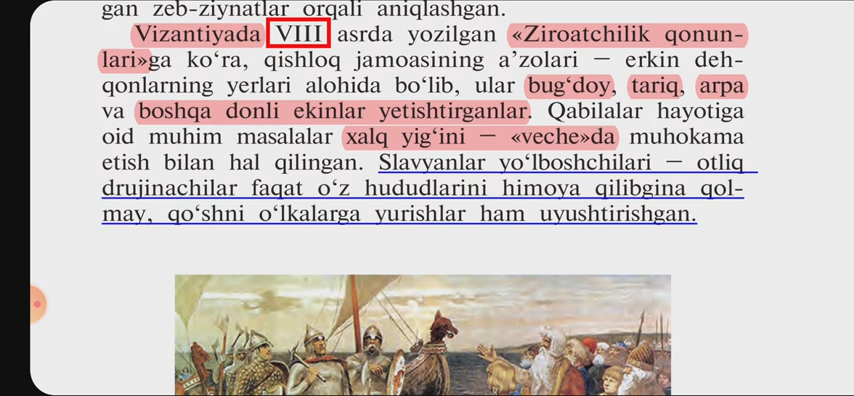 gan zeb-ziynatlar orqali aniqlashgan.
Vizantiyada VIII asrda yozilgan «Ziroatchilik qonun-
lari»ga ko‘ra, qishloq jamoasining a’zolari — erkin deh-
qonlarning yerlari alohida bo‘lib, ular bug‘doy, tariq, arpa
va boshqa donli ekinlar yetishtirganlar. Qabilalar hayotiga
oid muhim masalalar xalq yig‘ini — «veche»da muhokama
etish bilan hal qilingan. Slavyanlar yo‘lboshchilari — otliq
drujinachilar faqat o‘z hududlarini himoya qilibgina qol-
may, qo‘shni o‘lkalarga yurishlar ham uyushtirishgan.